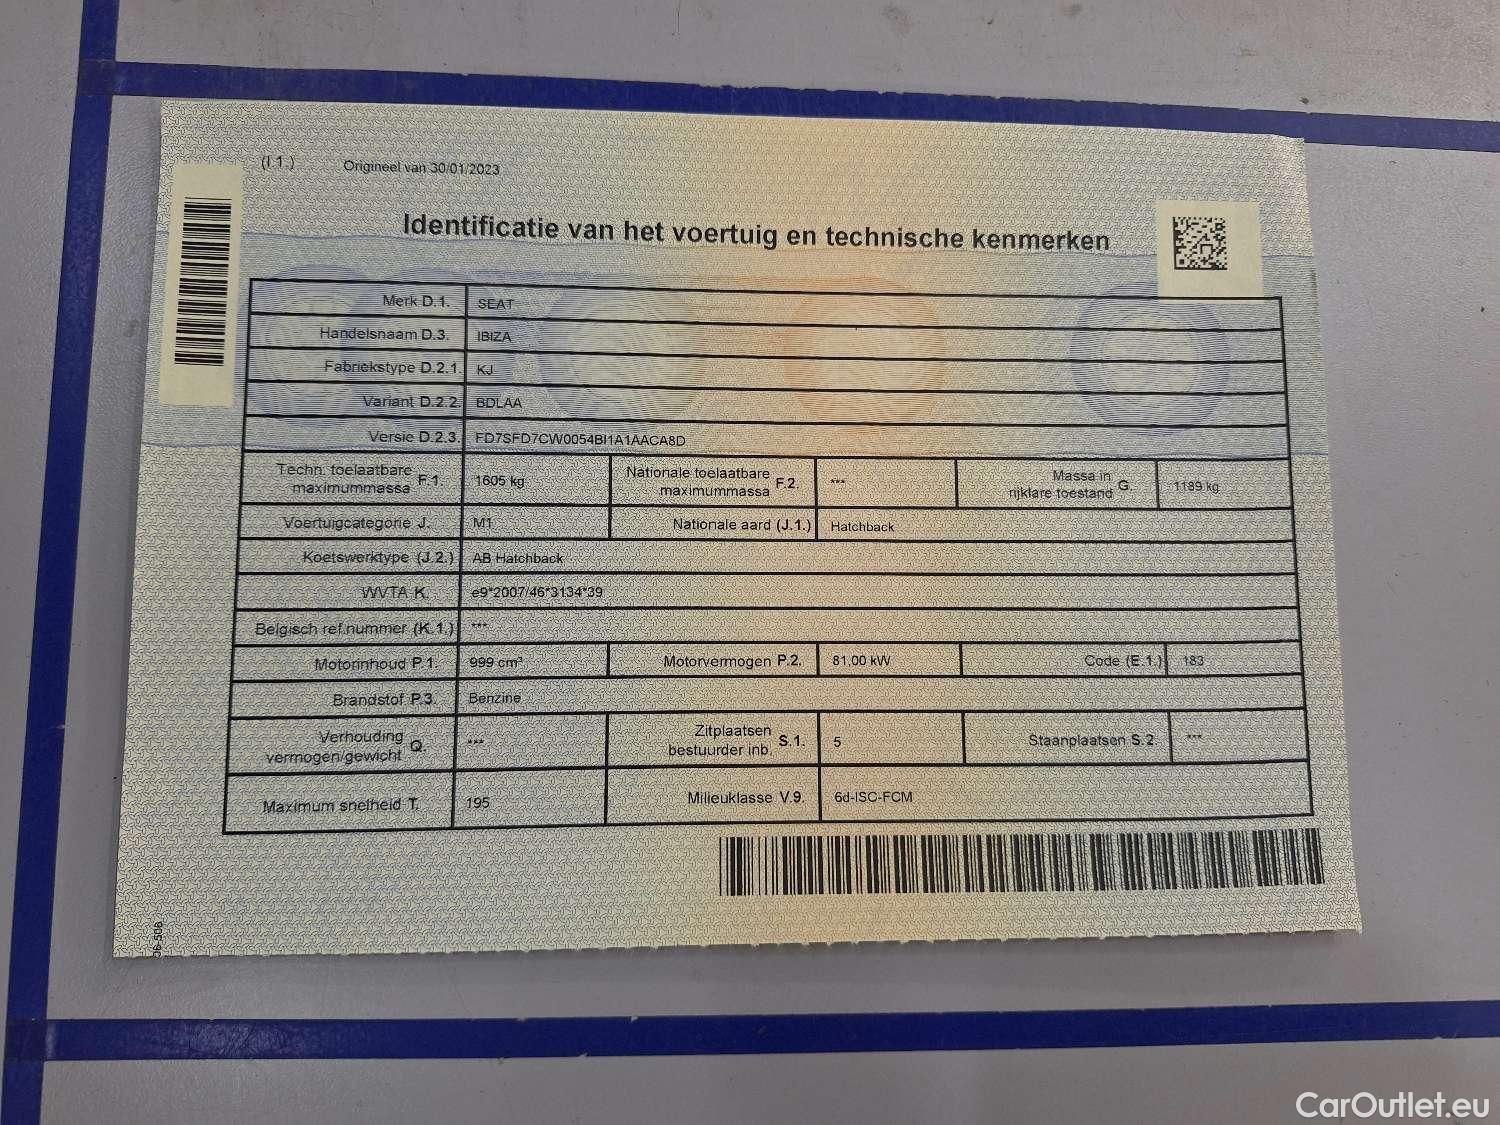 (I.1.) Origineel van 30/01/2023
Identificatie van het voertuig en technische kenmerken
Merk D.1. SEAT
Handelsnaam D.3. IBIZA
Fabriekstype D.2.1. KJ
Variant D.2.2. BDLAA
Versie D.2.3. FD7SFD7CW0054BI1A1AACA8D
Techn. toelaatbare
maximummassa F.1. 1605 kg
Nationale toelaatbare
maximummassa F.2. ***
Massa in
rijklare toestand G. 1189 kg
Voertuigcategorie J. M1 Nationale aard (J.1.) Hatchback
Koetswerktype (J.2.) AB Hatchback
WVTA K. e9*2007/46*3134*39
Belgisch ref.nummer (K.1.) ***
Motorinhoud P.1. 999 cm³ Motorvermogen P.2. 81,00 kW Code (E.1.) 183
Brandstof P.3. Benzine
Verhouding
vermogen/gewicht Q. ***
Zitplaatsen
bestuurder inb. S.1. 5
Staanplaatsen S.2. ***
Maximum snelheid T. 195 Milieuklasse V.9. 6d-ISC-FCM
CarOutlet.eu